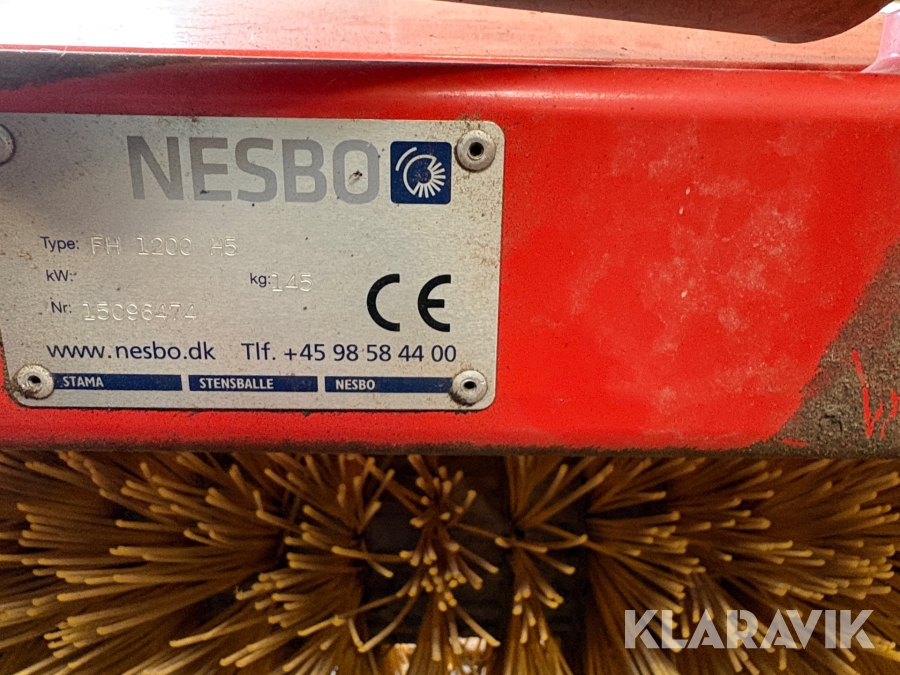 NESBO
Type: FH 1200 H5
kW:
kg: 145
Nr: 15096474
www.nesbo.dk Tlf. +45 98 58 44 00
STAMA STENSBALLE NESBO
KLARAVIK